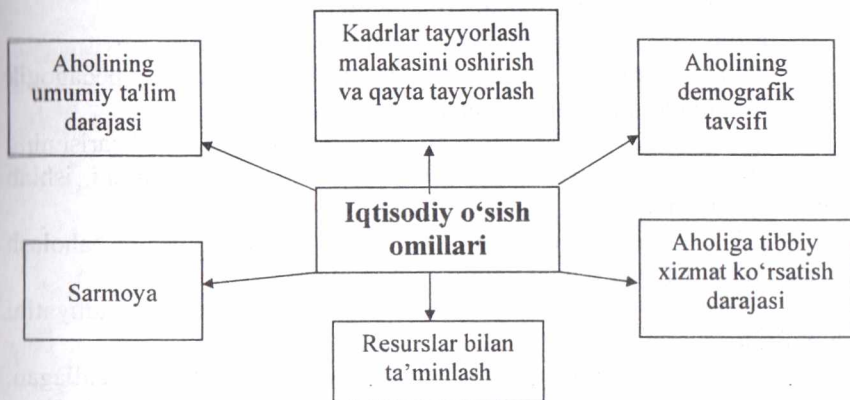 Aholining
umumiy ta'lim
darajasi
Kadrlar tayyorlash
malakasini oshirish
va qayta tayyorlash
Aholining
demografik
tavsifi
Iqtisodiy o‘sish
omillari
Sarmoya
Resurslar bilan
ta’minlash
Aholiga tibbiy
xizmat ko‘rsatish
darajasi